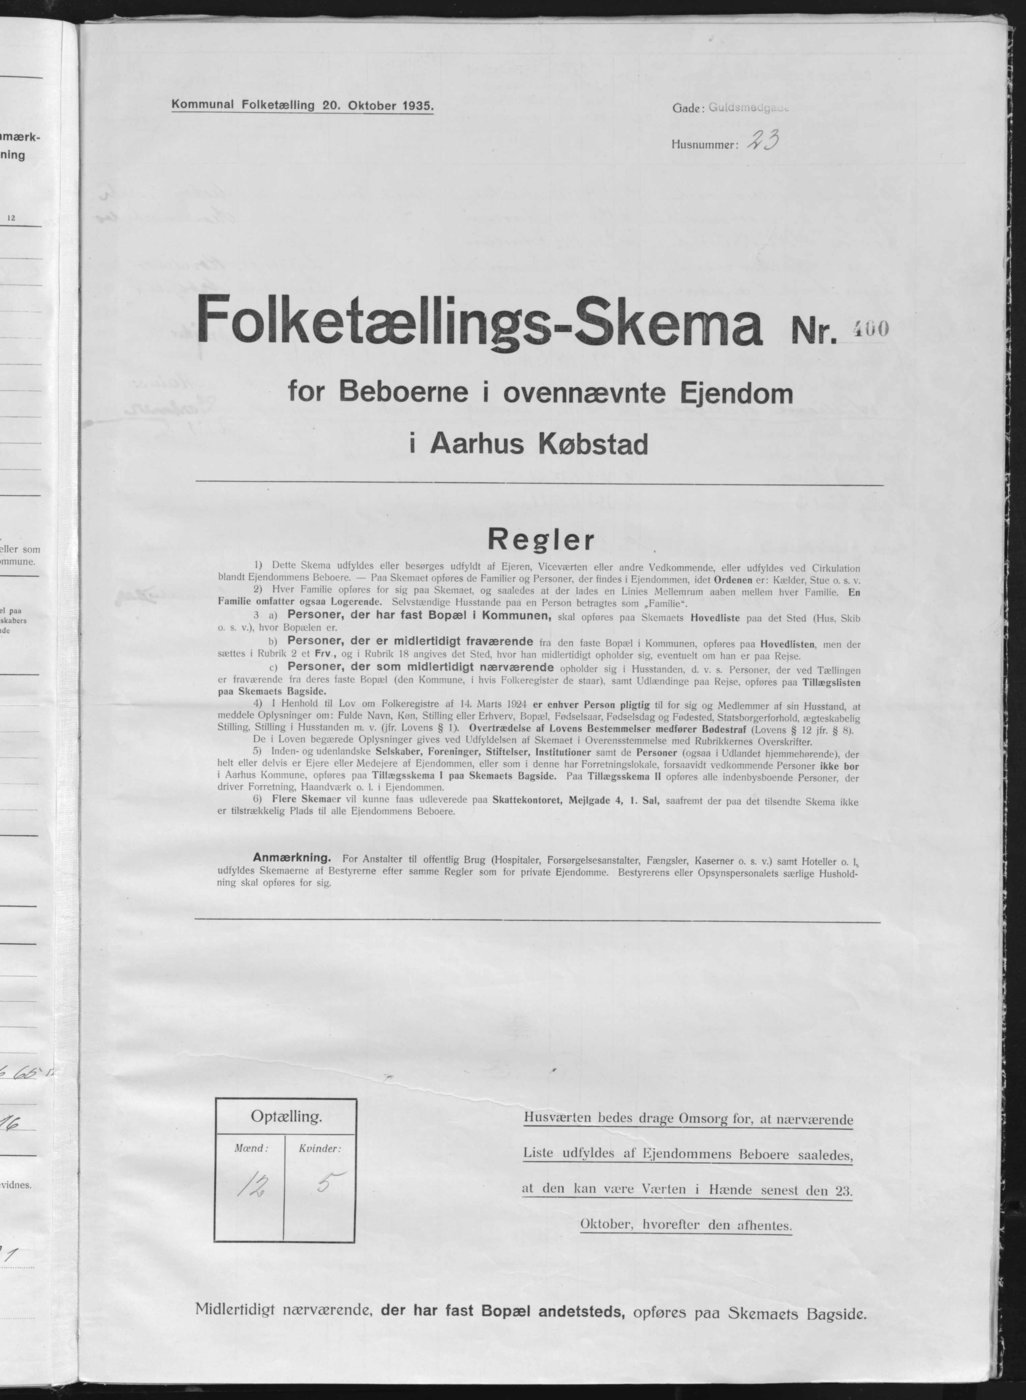 Kommunal Folketælling 20. Oktober 1935.
Gade: Guldsmedgade
Husnummer: 23
Folketællings-Skema Nr. 400
for Beboerne i ovennævnte Ejendom
i Aarhus Købstad
Regler
1) Dette Skema udfyldes eller besørges udfyldt af Ejeren, Viceværten eller andre Vedkommende, eller udfyldes ved Cirkulation
blandt Ejendommens Beboere. — Paa Skemaet opføres de Familier og Personer, der findes i Ejendommen, idet Ordenen er: Kælder, Stue o. s. v.
2) Hver Familie opføres for sig paa Skemaet, og saaledes at der lades en Linies Mellemrum aaben mellem hver Familie. En
Familie omfatter ogsaa Logerende. Selvstændige Husstande paa en Person betragtes som „Familie“.
3 a) Personer, der har fast Bopæl i Kommunen, skal opføres paa Skemaets Hovedliste paa det Sted (Hus, Skib
o. s. v.), hvor Bopælen er.
b) Personer, der er midlertidigt fraværende fra den faste Bopæl i Kommunen, opføres paa Hovedlisten, men der
sættes i Rubrik 2 et Frv., og i Rubrik 18 angives det Sted, hvor han midlertidigt opholder sig, eventuelt om han er paa Rejse.
c) Personer, der som midlertidigt nærværende opholder sig i Husstanden, d. v. s. Personer, der ved Tællingen
er fraværende fra deres faste Bopæl (den Kommune, i hvis Folkeregister de staar), samt Udlændinge paa Rejse, opføres paa Tillægslisten
paa Skemaets Bagside.
4) I Henhold til Lov om Folkeregistre af 14. Marts 1924 er enhver Person pligtig til for sig og Medlemmer af sin Husstand, at
meddele Oplysninger om: Fulde Navn, Køn, Stilling eller Erhverv, Bopæl, Fødselsaar, Fødselsdag og Fødested, Statsborgerforhold, ægteskabelig
Stilling, Stilling i Husstanden m. v. (jfr. Lovens § 1). Overtrædelse af Lovens Bestemmelser medfører Bødestraf (Lovens § 12 jfr. § 8).
De i Loven begærede Oplysninger gives ved Udfyldelsen af Skemaet i Overensstemmelse med Rubrikkernes Overskrifter.
5) Inden- og udenlandske Selskaber, Foreninger, Stiftelser, Institutioner samt de Personer (ogsaa i Udlandet hjemmehørende), der
helt eller delvis er Ejere eller Medejere af Ejendommen, eller som i denne har Forretningslokale, forsaavidt vedkommende Personer ikke bor
i Aarhus Kommune, opføres paa Tillægsskema I paa Skemaets Bagside. Paa Tillægsskema II opføres alle indenbysboende Personer, der
driver Forretning, Haandværk o. l. i Ejendommen.
6) Flere Skemaer vil kunne faas udleverede paa Skattekontoret, Mejlgade 4, 1. Sal, saafremt der paa det tilsendte Skema ikke
er tilstrækkelig Plads til alle Ejendommens Beboere.
Anmærkning. For Anstalter til offentlig Brug (Hospitaler, Forsørgelsesanstalter, Fængsler, Kaserner o. s. v.) samt Hoteller o. l,
udfyldes Skemaerne af Bestyrerne efter samme Regler som for private Ejendomme. Bestyrerens eller Opsynspersonalets særlige Hushold-
ning skal opføres for sig.
Optælling.
Mænd: Kvinder:
12 5
Husværten bedes drage Omsorg for, at nærværende
Liste udfyldes af Ejendommens Beboere saaledes,
at den kan være Værten i Hænde senest den 23.
Oktober, hvorefter den afhentes.
Midlertidigt nærværende, der har fast Bopæl andetsteds, opføres paa Skemaets Bagside.